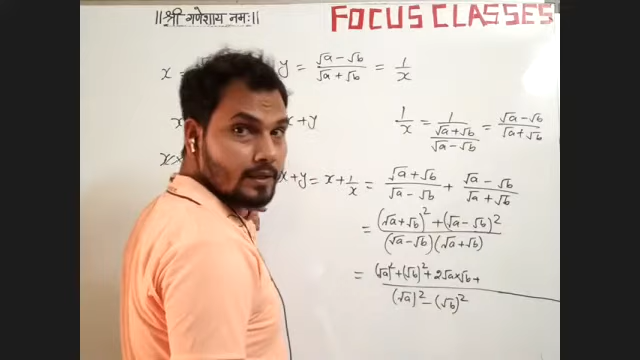 ||श्री गणेशाय नमः||
FOCUS CLASSES
x = 
y = (√a − √b)/(√a + √b) = 1/x
x + y
1/x = 1/((√a+√b)/(√a−√b)) = (√a−√b)/(√a+√b)
x+y = x + 1/x = (√a + √b)/(√a − √b) + (√a − √b)/(√a + √b)
= ((√a+√b)² + (√a−√b)²)/((√a−√b)(√a+√b))
= ((√a)² + (√b)² + 2√a×√b +)/((√a)² − (√b)²)